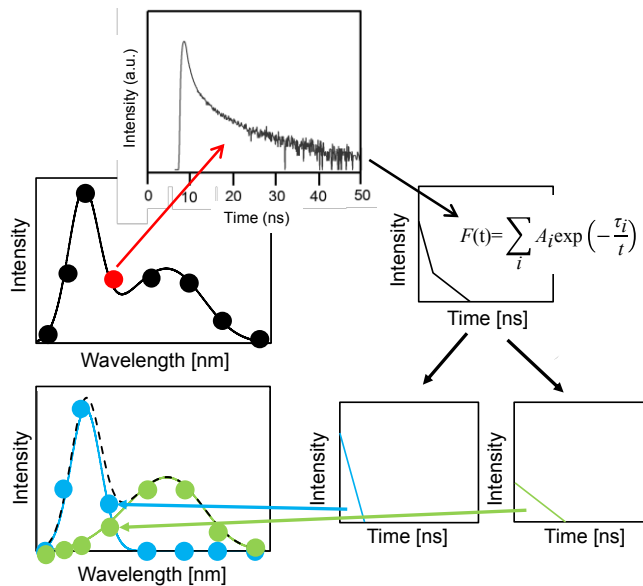 Intensity (a.u.)
0 10 20 30 40 50
Time (ns)
Intensity
Wavelength [nm]
Intensity
F(t)=∑_i A_i exp(−τ_i/t)
Time [ns]
Intensity
Wavelength [nm]
Intensity
Time [ns]
Intensity
Time [ns]